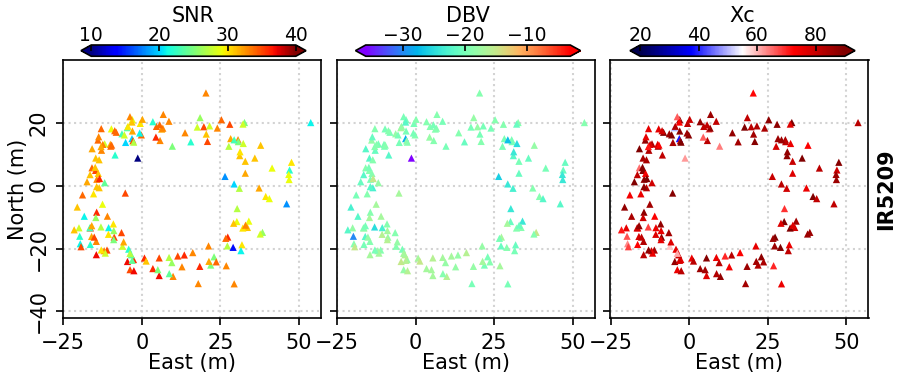 SNR DBV Xc
10 20 30 40 −30 −20 −10 20 40 60 80
North (m)
20
0
−20
−40
IR5209
−25 0 25 50 −25 0 25 50 −25 0 25 50
East (m) East (m) East (m)